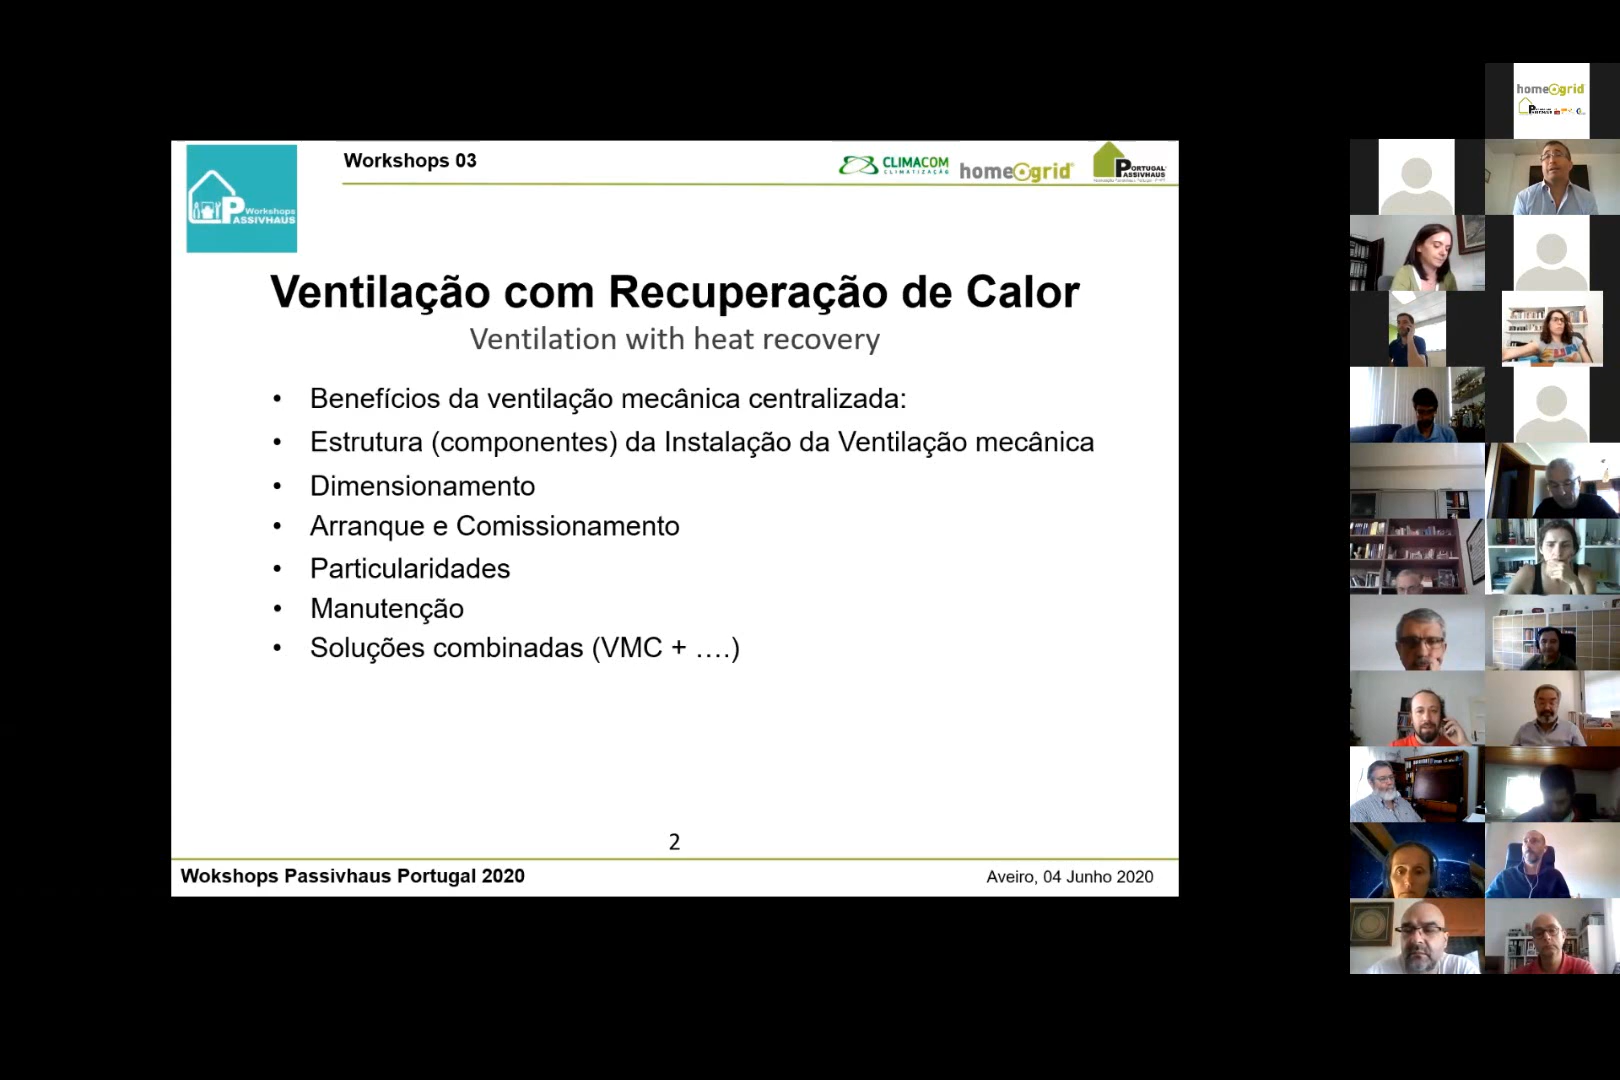 Workshops 03
CLIMACOM
CLIMATIZAÇÃO
homegrid
PORTUGAL
PASSIVHAUS
Workshops
PASSIVHAUS
Ventilação com Recuperação de Calor
Ventilation with heat recovery
• Benefícios da ventilação mecânica centralizada:
• Estrutura (componentes) da Instalação da Ventilação mecânica
• Dimensionamento
• Arranque e Comissionamento
• Particularidades
• Manutenção
• Soluções combinadas (VMC + ….)
2
Wokshops Passivhaus Portugal 2020
Aveiro, 04 Junho 2020
homegrid